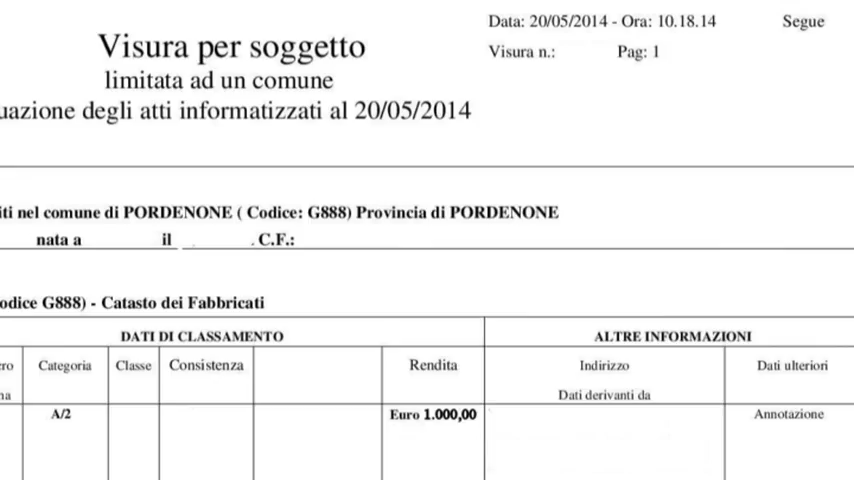 Data: 20/05/2014 - Ora: 10.18.14 Segue
Visura per soggetto
Visura n.: Pag: 1
limitata ad un comune
uazione degli atti informatizzati al 20/05/2014
iti nel comune di PORDENONE ( Codice: G888) Provincia di PORDENONE
nata a il . C.F.:
odice G888) - Catasto dei Fabbricati
DATI DI CLASSAMENTO ALTRE INFORMAZIONI
ro Categoria Classe Consistenza Rendita Indirizzo Dati ulteriori
na Dati derivanti da
A/2 Euro 1.000,00 Annotazione